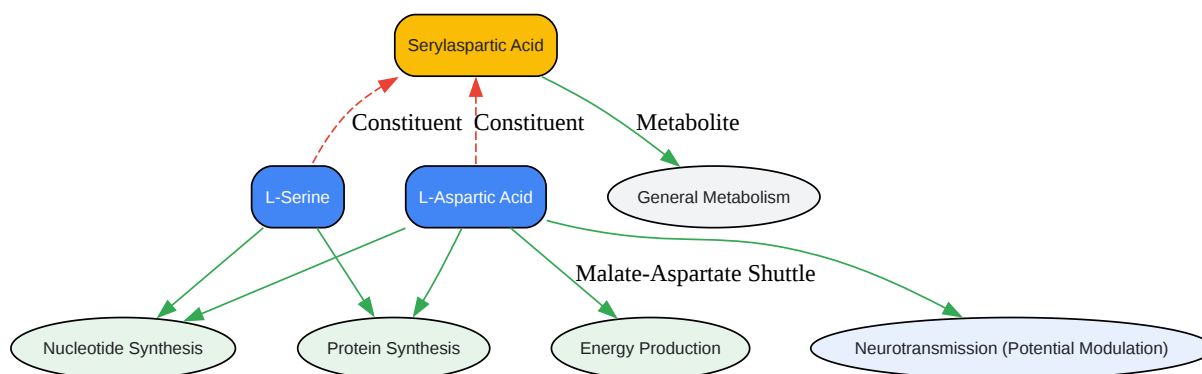 Serylaspartic Acid
Constituent
Constituent
Metabolite
L-Serine
L-Aspartic Acid
General Metabolism
Malate-Aspartate Shuttle
Nucleotide Synthesis
Protein Synthesis
Energy Production
Neurotransmission (Potential Modulation)